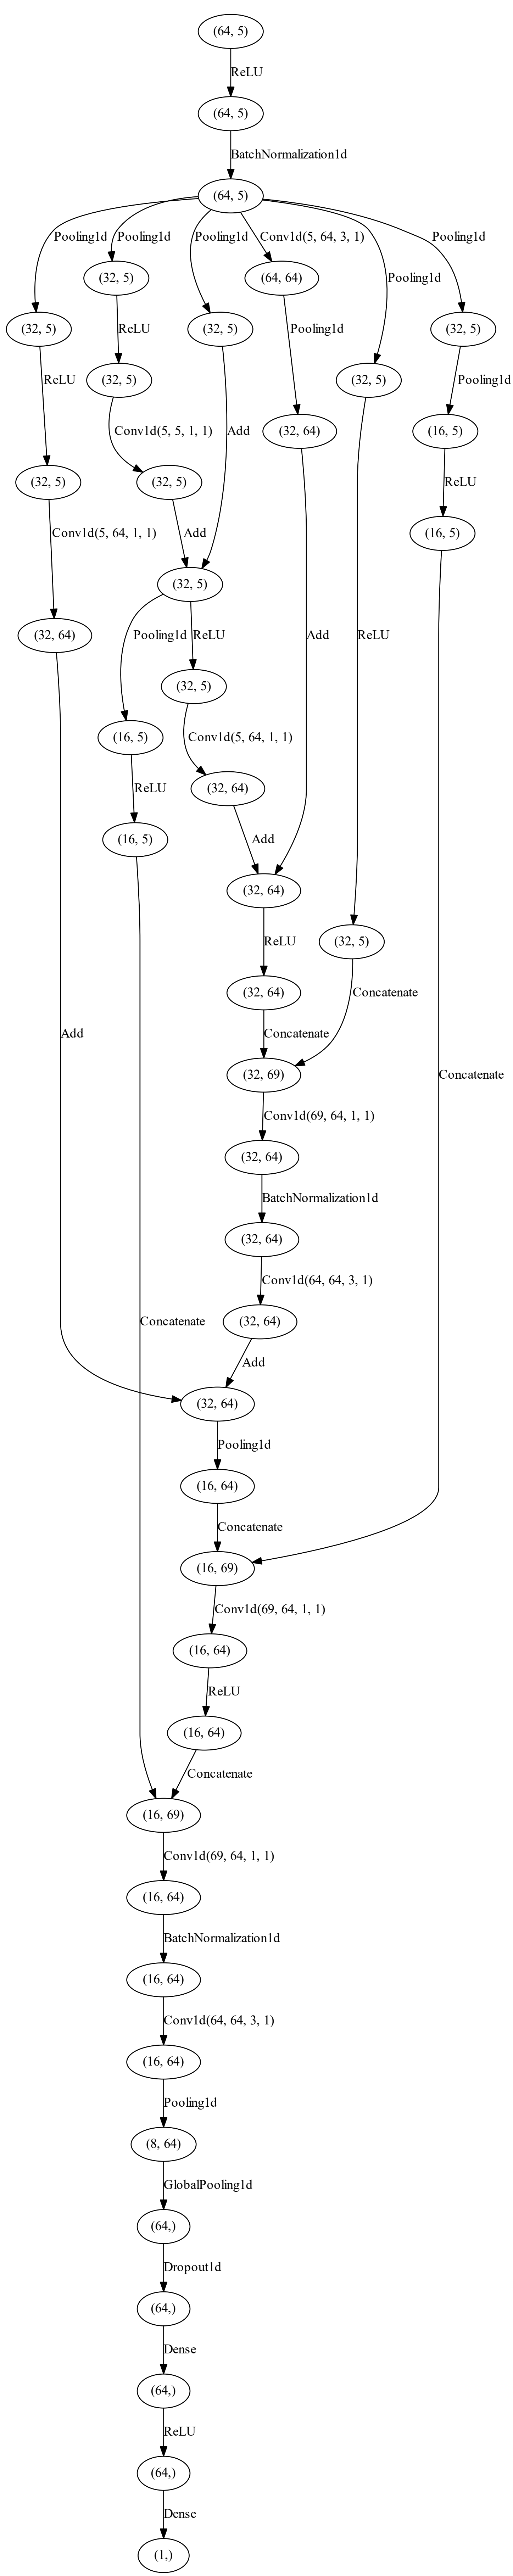 (64, 5)
ReLU
(64, 5)
BatchNormalization1d
(64, 5)
Pooling1d Pooling1d Pooling1d Conv1d(5, 64, 3, 1) Pooling1d
(32, 5) (64, 64) Pooling1d
(32, 5) ReLU (32, 5) Pooling1d (32, 5)
ReLU (32, 5) (32, 5) Pooling1d
Conv1d(5, 5, 1, 1) Add (32, 64) (16, 5)
(32, 5) (32, 5) ReLU
Conv1d(5, 64, 1, 1) Add (16, 5)
(32, 5)
(32, 64) Pooling1d ReLU Add ReLU
(32, 5)
(16, 5) Conv1d(5, 64, 1, 1)
ReLU (32, 64)
(16, 5) Add
(32, 64)
ReLU (32, 5)
(32, 64) Concatenate
Add Concatenate
(32, 69) Concatenate
Conv1d(69, 64, 1, 1)
(32, 64)
BatchNormalization1d
(32, 64)
Conv1d(64, 64, 3, 1)
Concatenate (32, 64)
Add
(32, 64)
Pooling1d
(16, 64)
Concatenate
(16, 69)
Conv1d(69, 64, 1, 1)
(16, 64)
ReLU
(16, 64)
Concatenate
(16, 69)
Conv1d(69, 64, 1, 1)
(16, 64)
BatchNormalization1d
(16, 64)
Conv1d(64, 64, 3, 1)
(16, 64)
Pooling1d
(8, 64)
GlobalPooling1d
(64,)
Dropout1d
(64,)
Dense
(64,)
ReLU
(64,)
Dense
(1,)